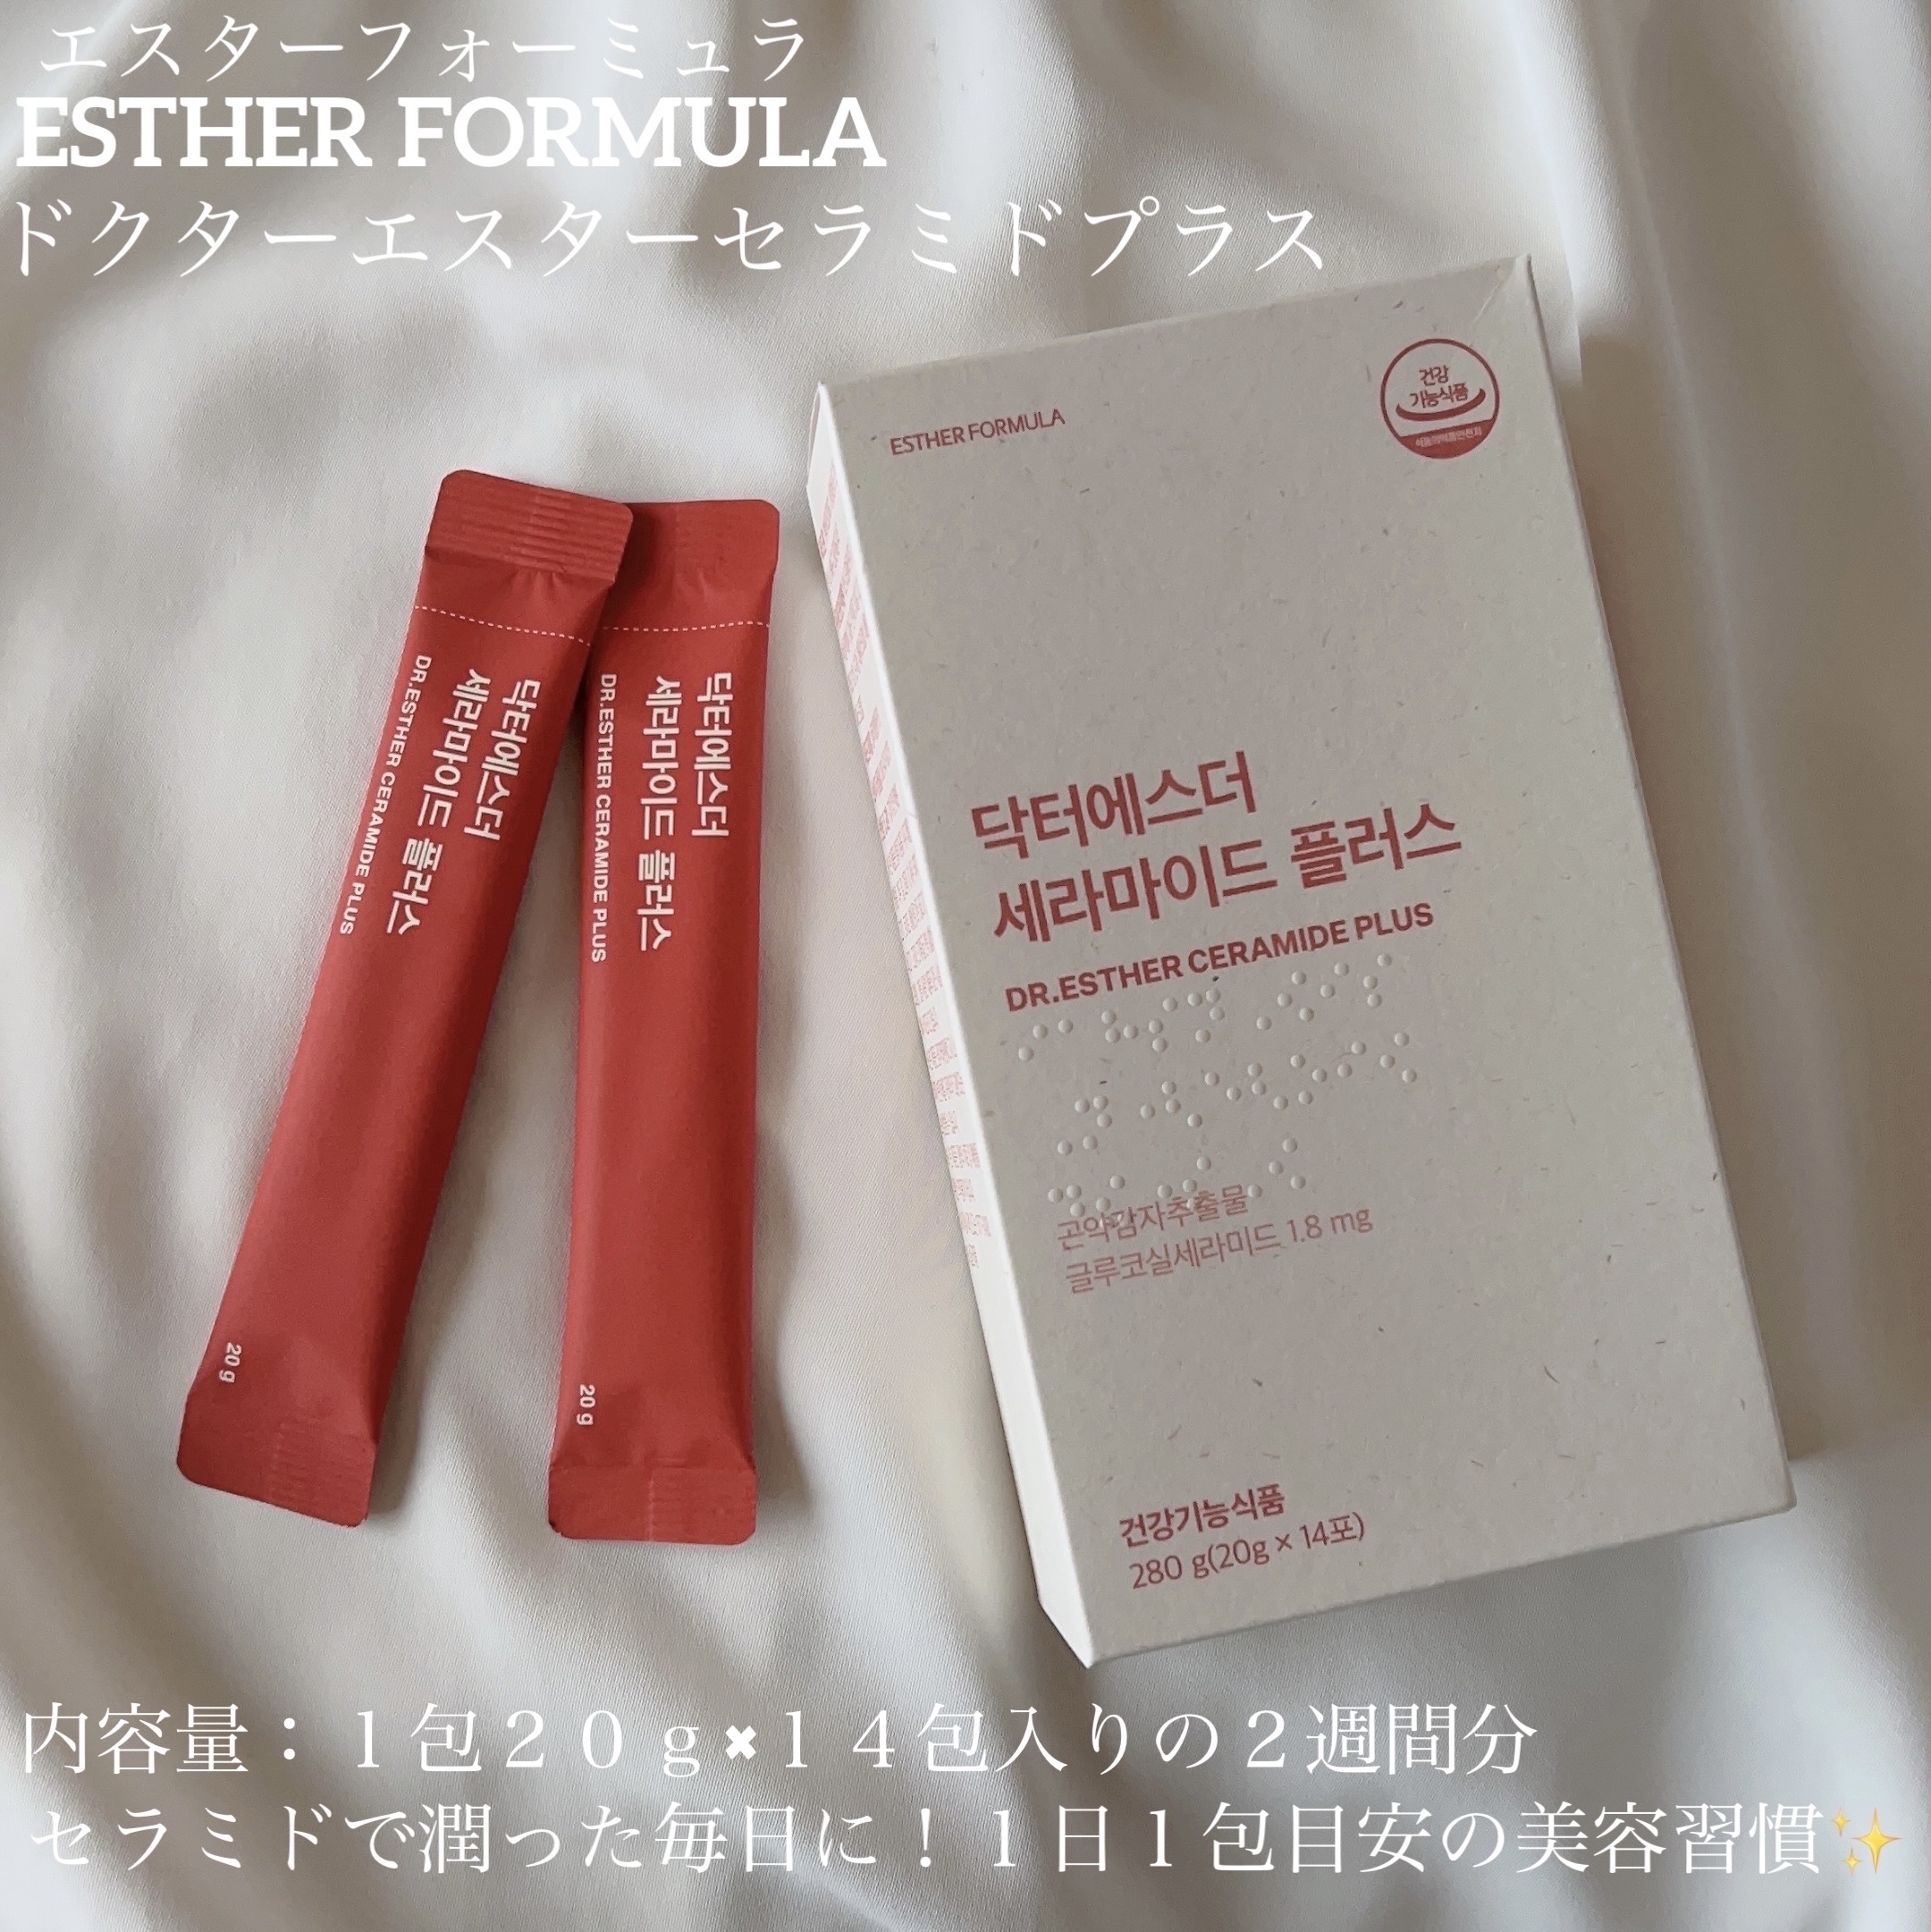 エスターフォーミュラ
ESTHER FORMULA
ドクターエスターセラミドプラス
ESTHER FORMULA
건강
기능식품
식품의약품안전처
닥터에스더
세라마이드 플러스
DR.ESTHER CERAMIDE PLUS
곤약감자추출물
글루코실세라미드 1.8 mg
건강기능식품
280 g(20g × 14포)
닥터에스더
세라마이드 플러스
DR.ESTHER CERAMIDE PLUS
20 g
닥터에스더
세라마이드 플러스
DR.ESTHER CERAMIDE PLUS
20 g
内容量：１包２０ｇ✖１４包入りの２週間分
セラミドで潤った毎日に！１日１包目安の美容習慣✨